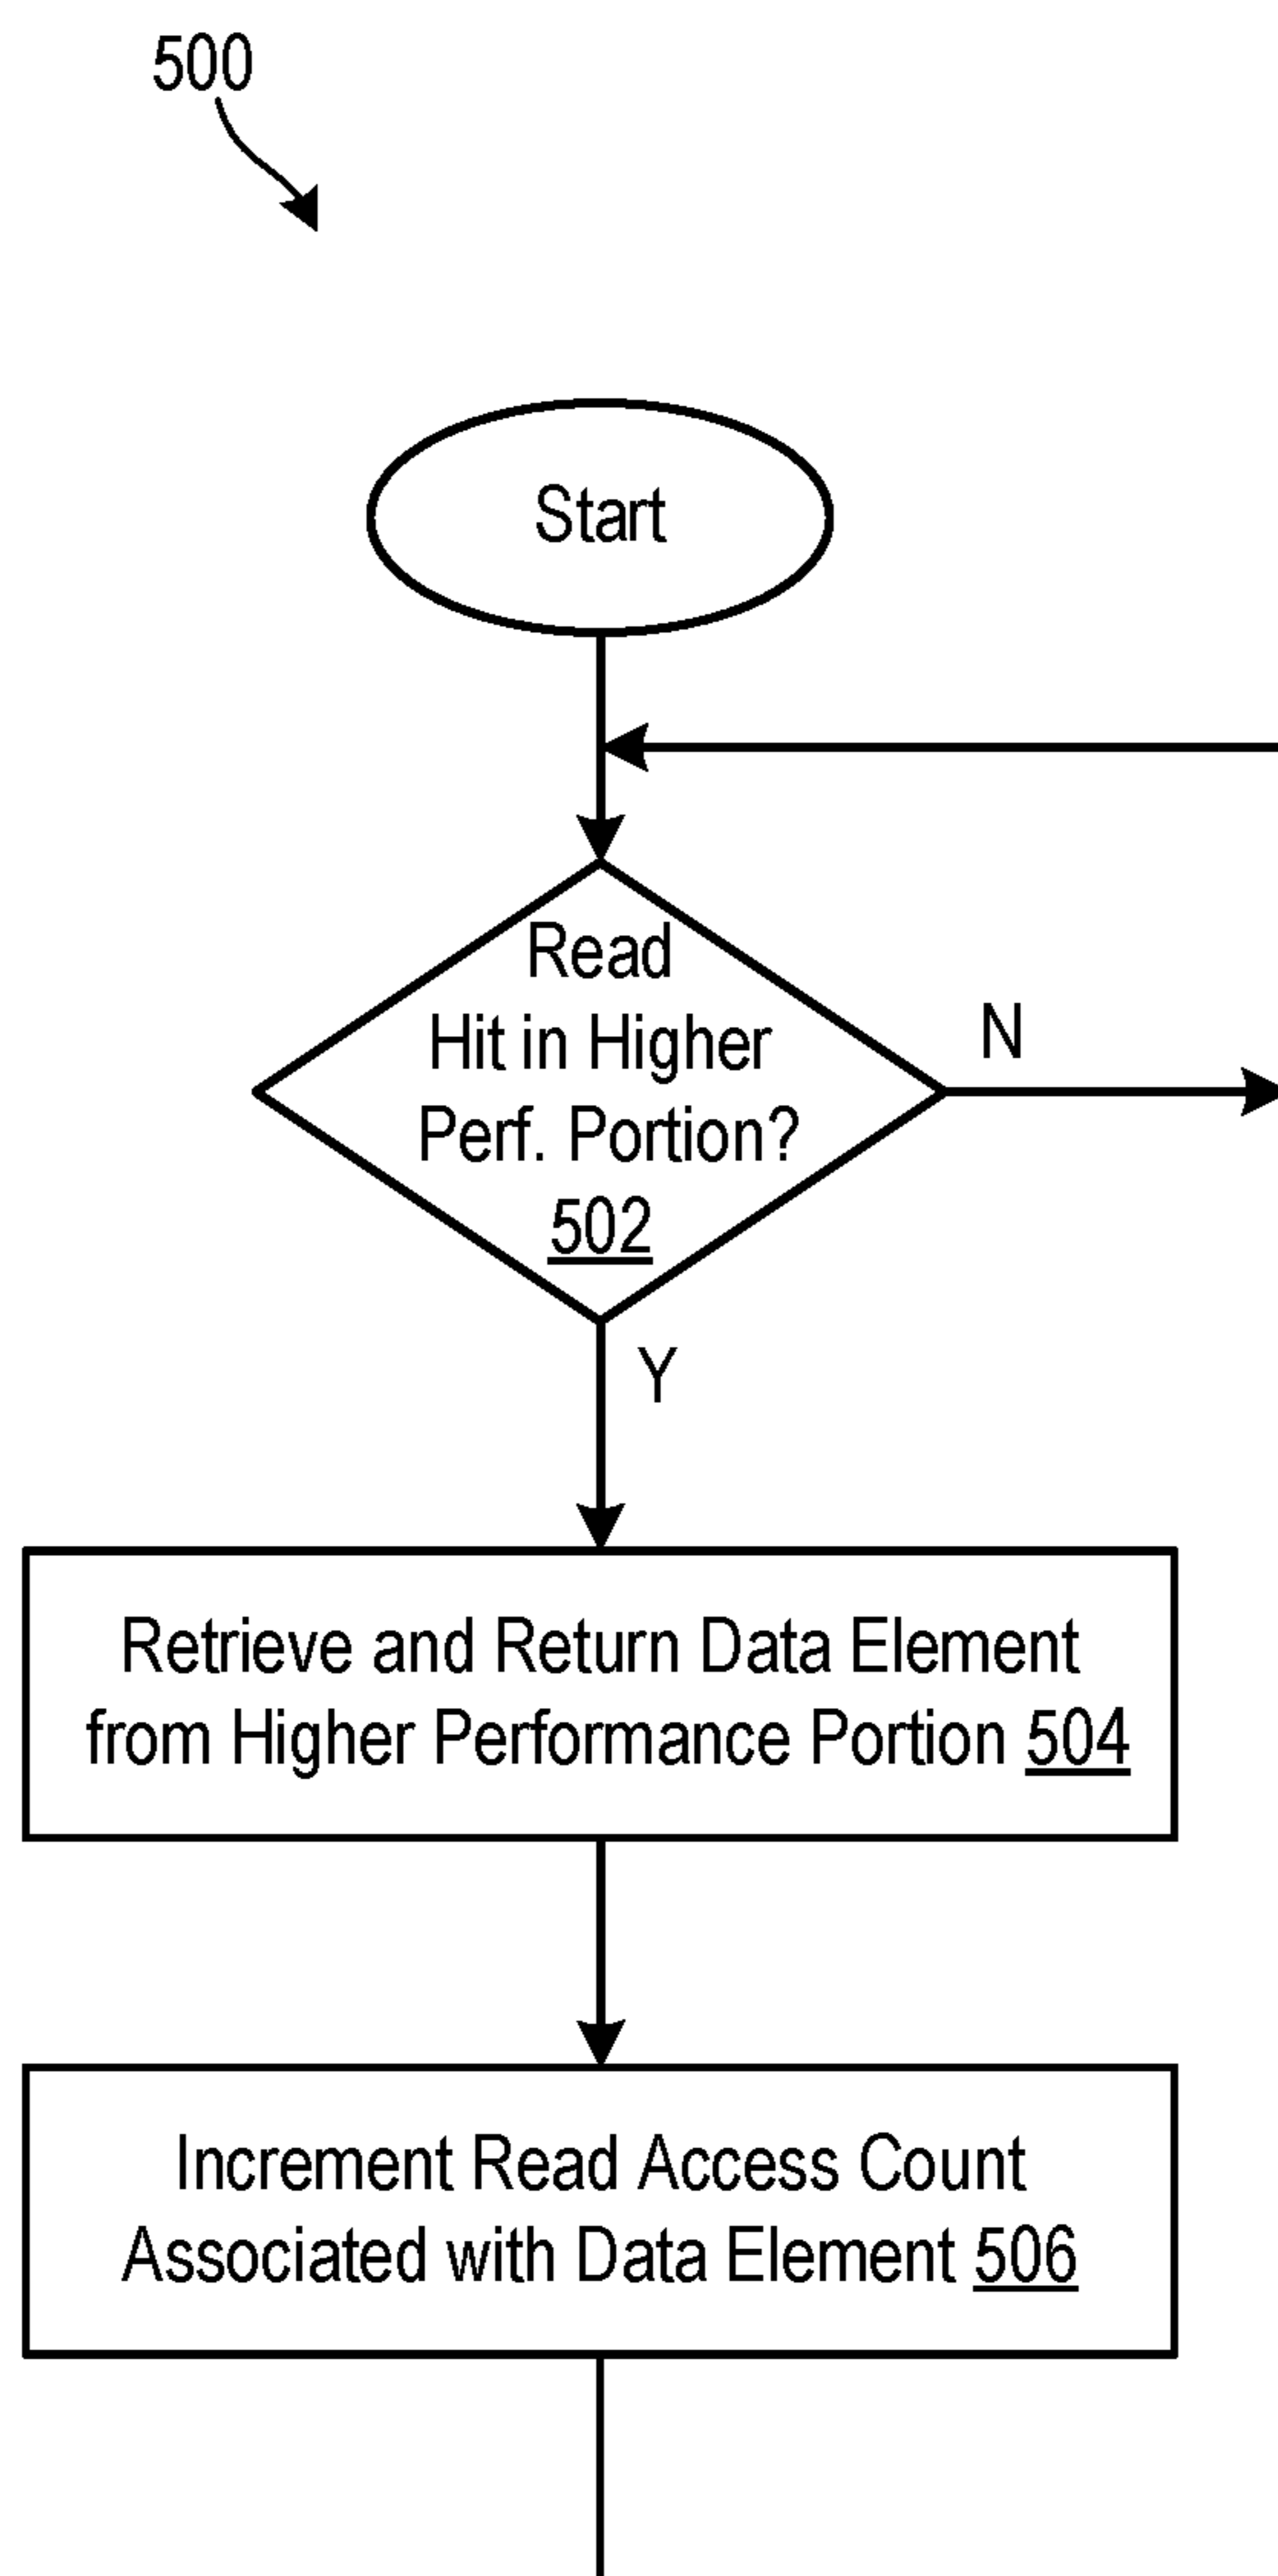 500
Start
Read
Hit in Higher
Perf. Portion?
502
N
Y
Retrieve and Return Data Element
from Higher Performance Portion 504
Increment Read Access Count
Associated with Data Element 506